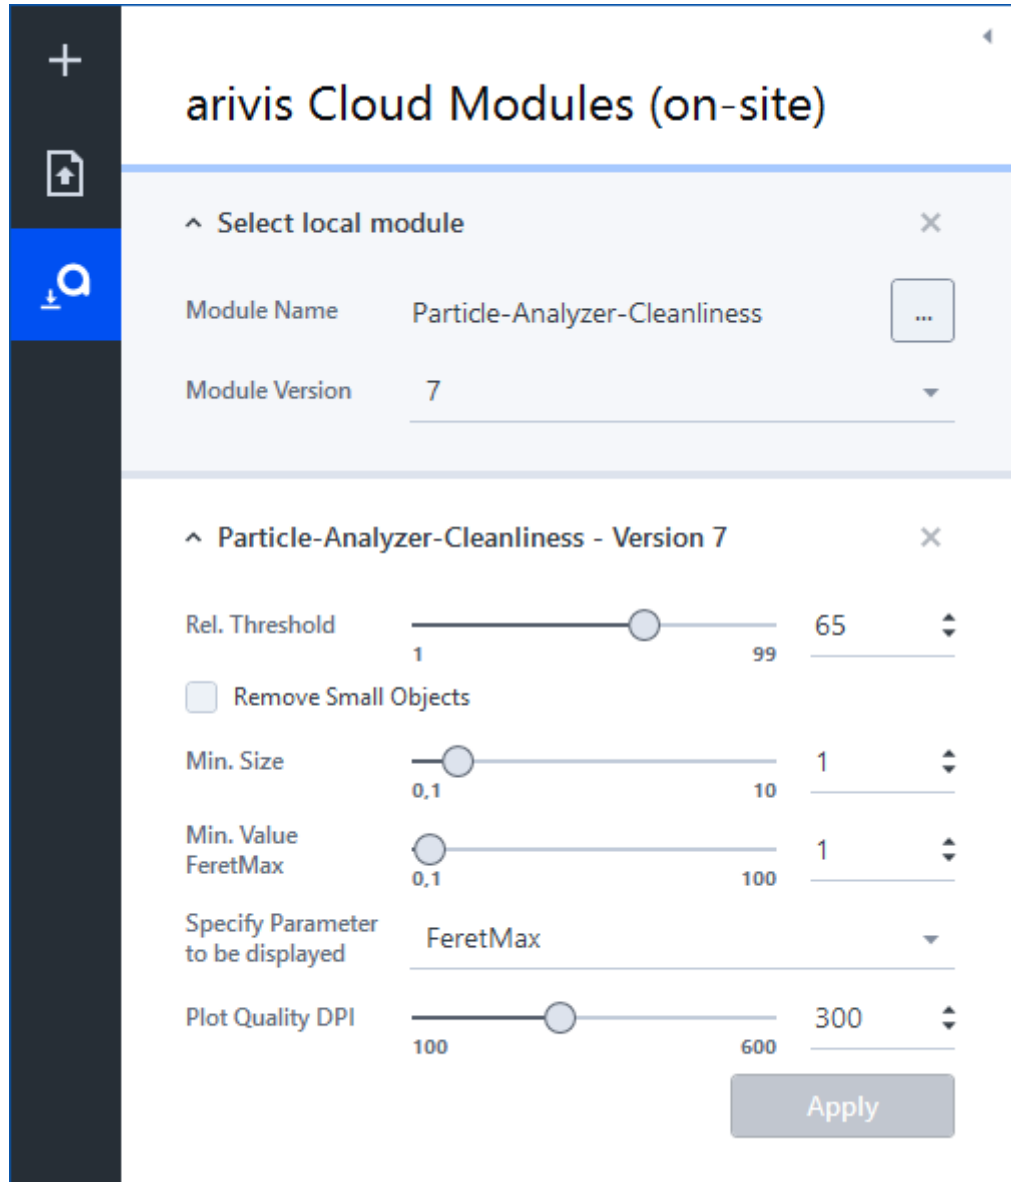 arivis Cloud Modules (on-site)
Select local module
Module Name Particle-Analyzer-Cleanliness ...
Module Version 7
Particle-Analyzer-Cleanliness - Version 7
Rel. Threshold 65
1 99
Remove Small Objects
Min. Size 1
0,1 10
Min. Value
FeretMax 1
0,1 100
Specify Parameter
to be displayed FeretMax
Plot Quality DPI 300
100 600
Apply